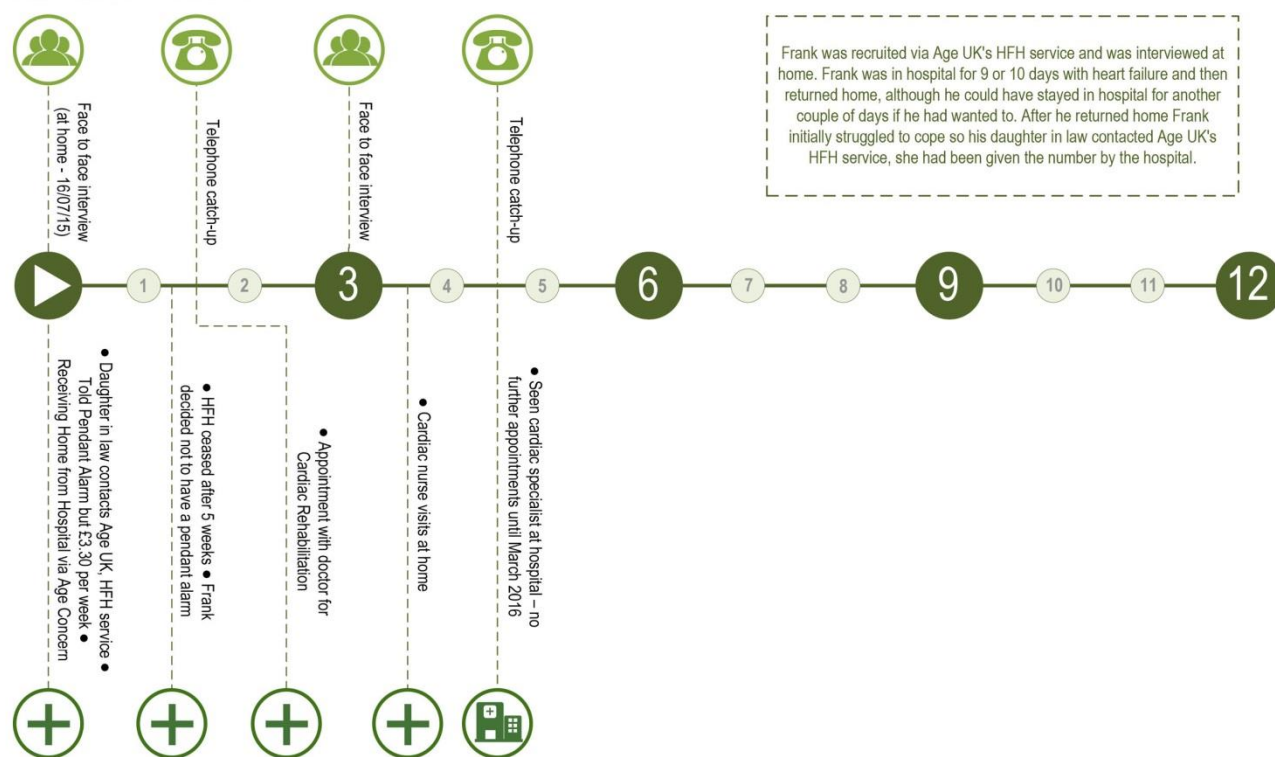 Frank was recruited via Age UK's HFH service and was interviewed at
home. Frank was in hospital for 9 or 10 days with heart failure and then
returned home, although he could have stayed in hospital for another
couple of days if he had wanted to. After he returned home Frank
initially struggled to cope so his daughter in law contacted Age UK's
HFH service, she had been given the number by the hospital.
Face to face interview
(at home - 16/07/15)
Telephone catch-up
Face to face interview
Telephone catch-up
1
2
3
4
5
6
7
8
9
10
11
12
● Daughter in law contacts Age UK, HFH service ●
Told Pendant Alarm but £3.30 per week ●
Receiving Home from Hospital via Age Concern
● HFH ceased after 5 weeks ● Frank
decided not to have a pendant alarm
● Appointment with doctor for
Cardiac Rehabilitation
● Cardiac nurse visits at home
● Seen cardiac specialist at hospital – no
further appointments until March 2016